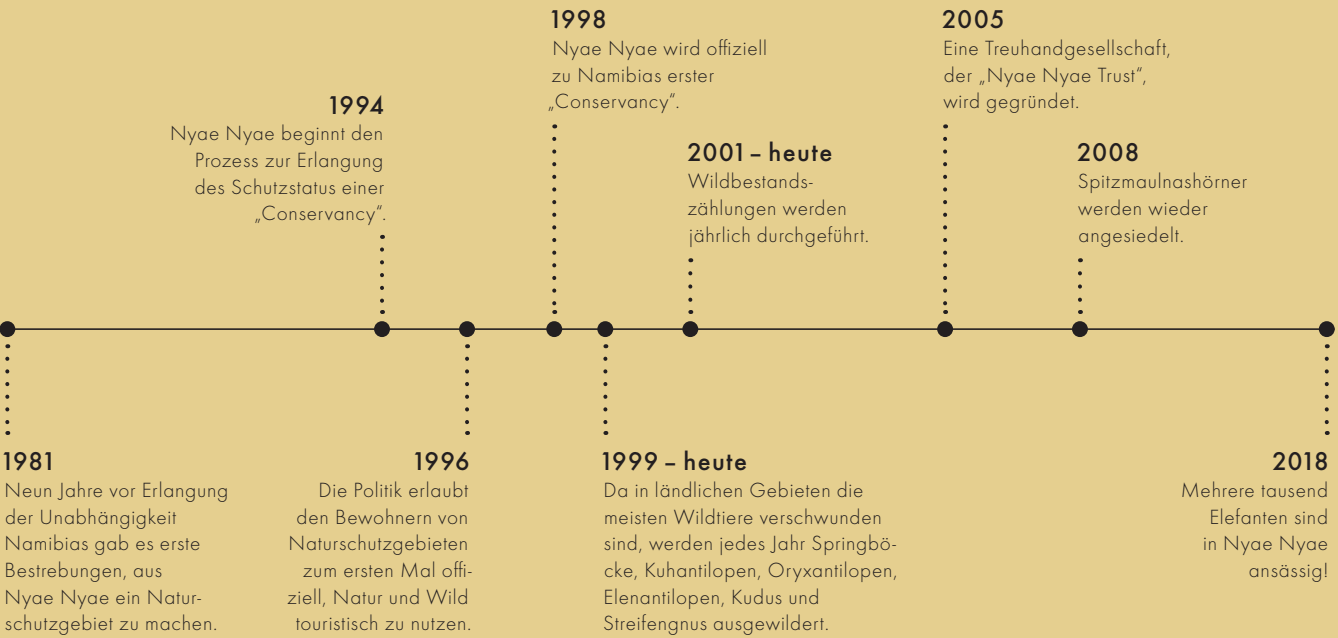 1981
Neun Jahre vor Erlangung
der Unabhängigkeit
Namibias gab es erste
Bestrebungen, aus
Nyae Nyae ein Natur-
schutzgebiet zu machen.
1994
Nyae Nyae beginnt den
Prozess zur Erlangung
des Schutzstatus einer
„Conservancy“.
1996
Die Politik erlaubt
den Bewohnern von
Naturschutzgebieten
zum ersten Mal offi-
ziell, Natur und Wild
touristisch zu nutzen.
1998
Nyae Nyae wird offiziell
zu Namibias erster
„Conservancy“.
1999 – heute
Da in ländlichen Gebieten die
meisten Wildtiere verschwunden
sind, werden jedes Jahr Springbö-
cke, Kuhantilopen, Oryxantilopen,
Elenantilopen, Kudus und
Streifengnus ausgewildert.
2001 – heute
Wildbestands-
zählungen werden
jährlich durchgeführt.
2005
Eine Treuhandgesellschaft,
der „Nyae Nyae Trust“,
wird gegründet.
2008
Spitzmaulnashörner
werden wieder
angesiedelt.
2018
Mehrere tausend
Elefanten sind
in Nyae Nyae
ansässig!